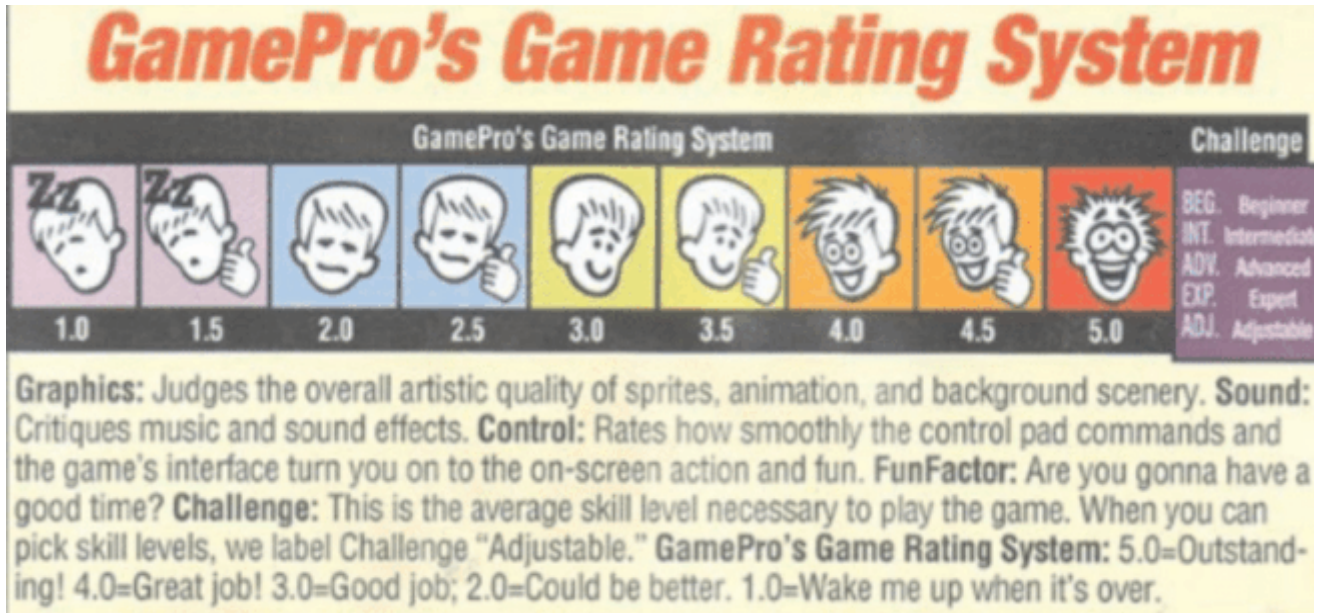 GamePro's Game Rating System
GamePro's Game Rating System
Challenge
Zz
Zz
BEG. Beginner
INT. Intermediat
ADV. Advanced
EXP. Expert
ADJ. Adjustable
1.0 1.5 2.0 2.5 3.0 3.5 4.0 4.5 5.0
Graphics: Judges the overall artistic quality of sprites, animation, and background scenery. Sound:
Critiques music and sound effects. Control: Rates how smoothly the control pad commands and
the game's interface turn you on to the on-screen action and fun. FunFactor: Are you gonna have a
good time? Challenge: This is the average skill level necessary to play the game. When you can
pick skill levels, we label Challenge "Adjustable." GamePro's Game Rating System: 5.0=Outstand-
ing! 4.0=Great job! 3.0=Good job; 2.0=Could be better. 1.0=Wake me up when it's over.